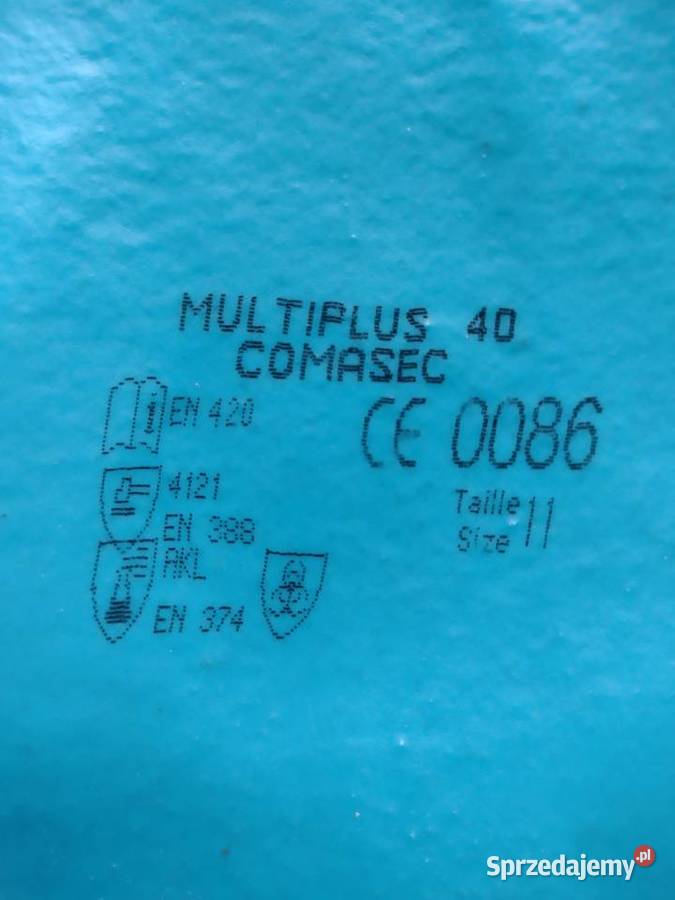 MULTIPLUS 40
COMASEC
i EN 420
CE 0086
4121
EN 388
Taille
Size 11
AKL
EN 374
Sprzedajemy.pl